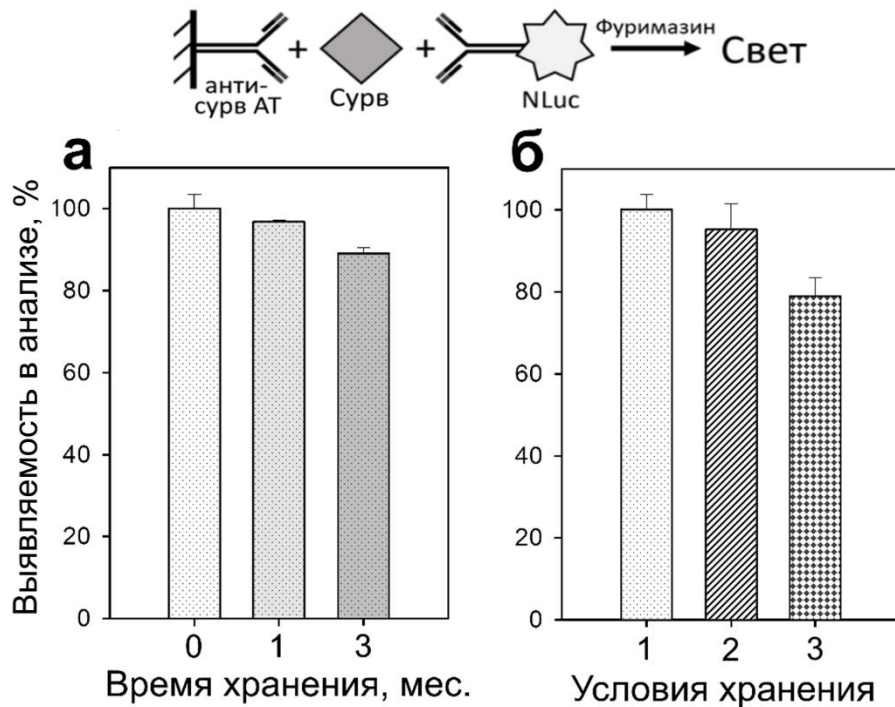 Фуримазин
+ + Свет
анти-
сурв АТ Сурв NLuc
а б
Выявляемость в анализе, %
100
80
60
40
20
0
0 1 3
Время хранения, мес.
100
80
60
40
20
0
1 2 3
Условия хранения